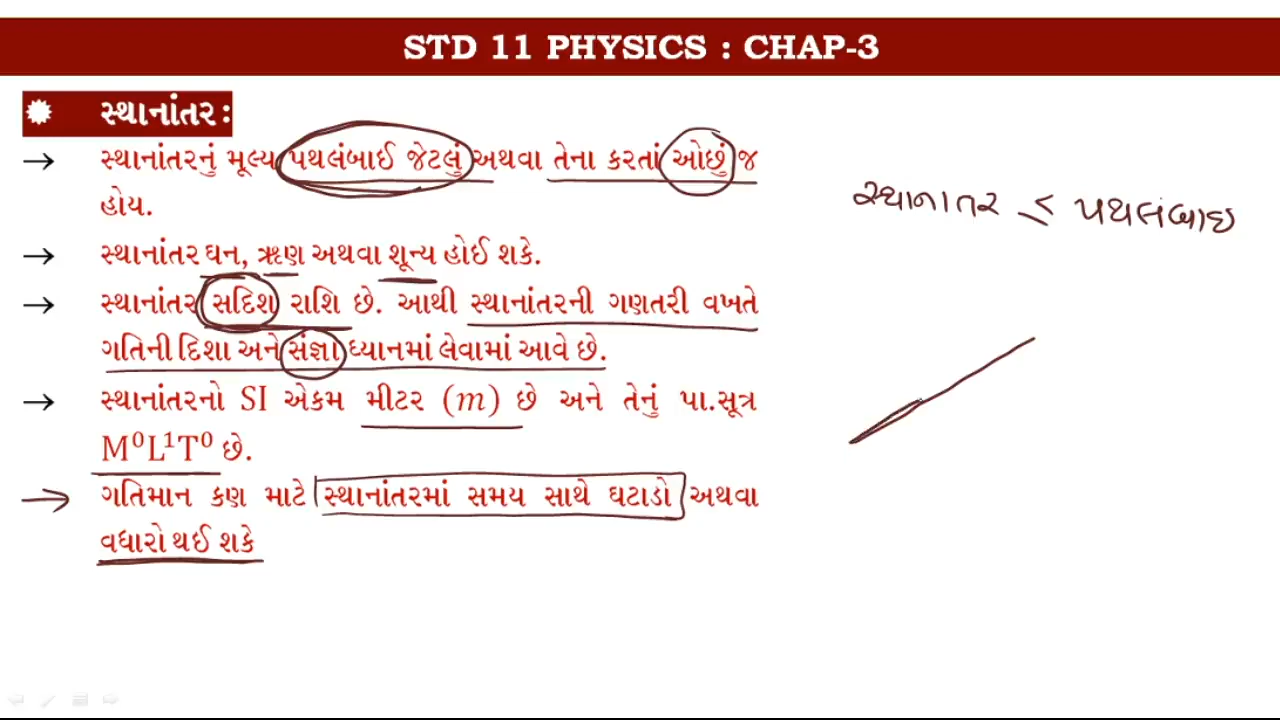 STD 11 PHYSICS : CHAP-3
સ્થાનાંતર :
→ સ્થાનાંતરનું મૂલ્ય પથલંબાઈ જેટલું અથવા તેના કરતાં ઓછું જ
હોય.
સ્થાનાતર ≤ પથલંબાઇ
→ સ્થાનાંતર ઘન, ઋણ અથવા શૂન્ય હોઈ શકે.
→ સ્થાનાંતર સદિશ રાશિ છે. આથી સ્થાનાંતરની ગણતરી વખતે
ગતિની દિશા અને સંજ્ઞા ધ્યાનમાં લેવામાં આવે છે.
→ સ્થાનાંતરનો SI એકમ મીટર (m) છે અને તેનું પા.સૂત્ર
M⁰L¹T⁰ છે.
→ ગતિમાન કણ માટે સ્થાનાંતરમાં સમય સાથે ઘટાડો અથવા
વધારો થઈ શકે